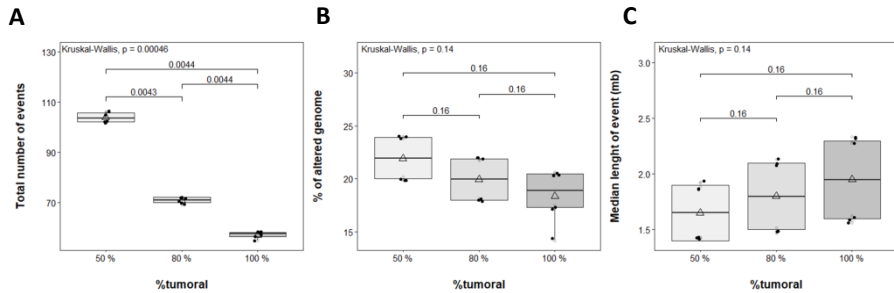 A
Kruskal-Wallis, p = 0.00046
0.0044
0.0043
0.0044
130
110
90
70
Total number of events
50 %
80 %
100 %
%tumoral
B
Kruskal-Wallis, p = 0.14
0.16
0.16
0.16
30
25
20
15
% of altered genome
50 %
80 %
100 %
%tumoral
C
Kruskal-Wallis, p = 0.14
0.16
0.16
0.16
3.0
2.5
2.0
1.5
Median lenght of event (mb)
50 %
80 %
100 %
%tumoral